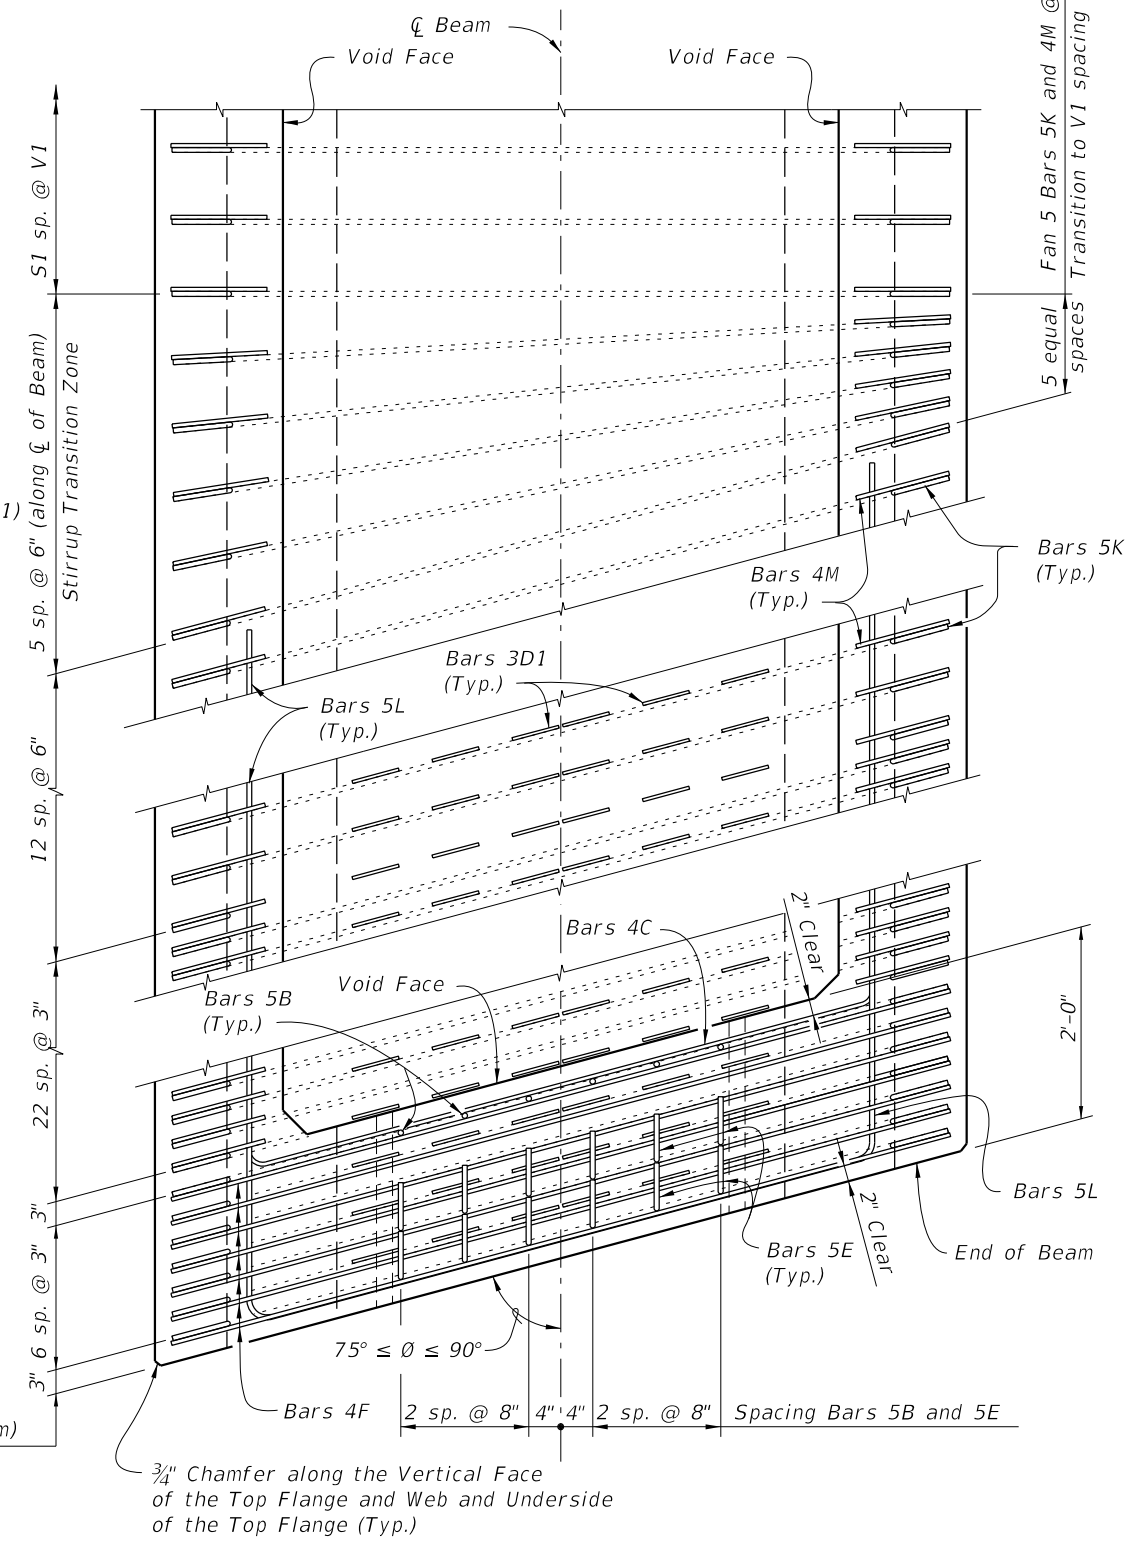 ℄ Beam
Void Face
Void Face
Fan 5 Bars 5K and 4M @
5 equal
spaces
Transition to V1 spacing
S1 sp. @ V1
5 sp. @ 6" (along ℄ of Beam)
Stirrup Transition Zone
1)
Bars 5K
(Typ.)
Bars 4M
(Typ.)
Bars 3D1
(Typ.)
Bars 5L
(Typ.)
12 sp. @ 6"
2" Clear
Bars 4C
Void Face
Bars 5B
(Typ.)
2'-0"
22 sp. @ 3"
3"
6 sp. @ 3"
3"
Bars 5L
2" Clear
Bars 5E
(Typ.)
End of Beam
75° ≤ Ø ≤ 90°
Bars 4F
2 sp. @ 8"
4"
4"
2 sp. @ 8"
Spacing Bars 5B and 5E
m)
¾" Chamfer along the Vertical Face
of the Top Flange and Web and Underside
of the Top Flange (Typ.)